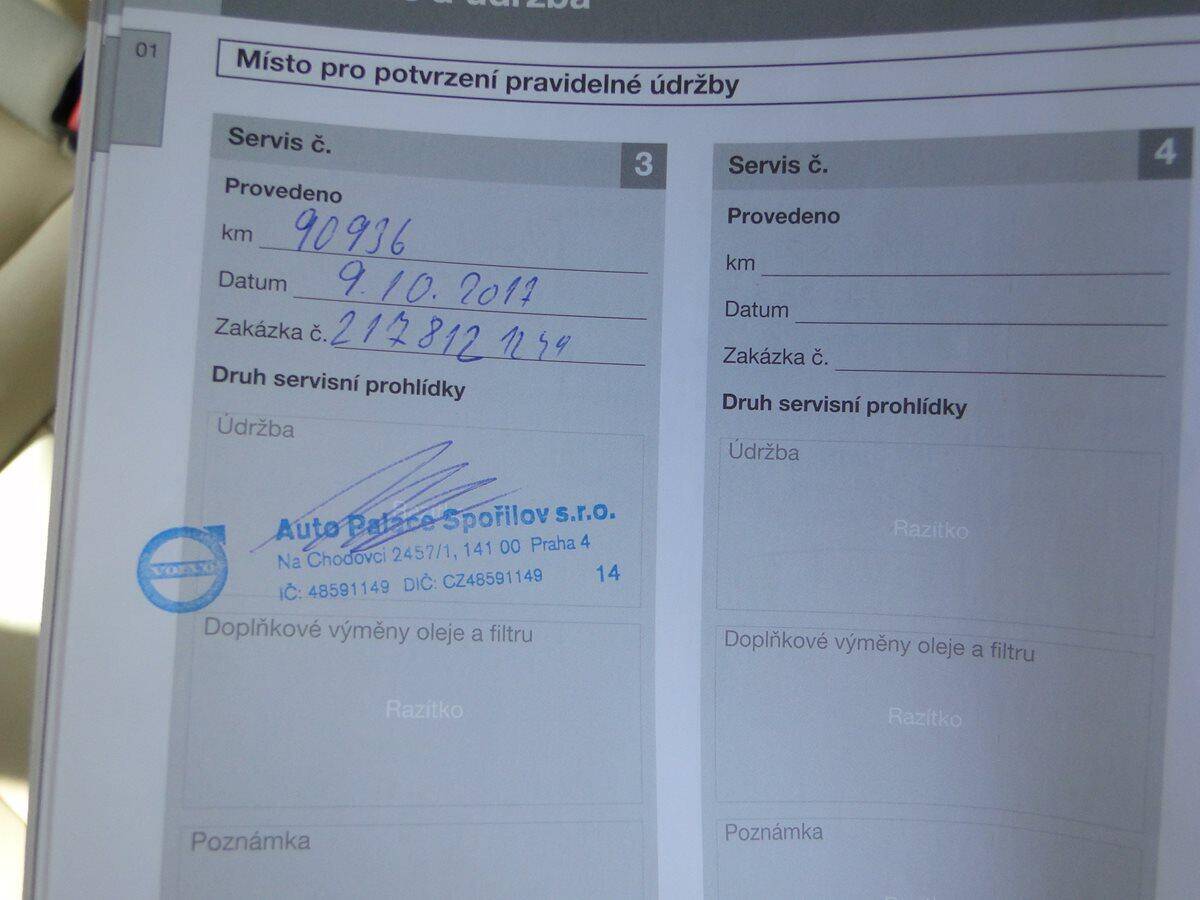 a údržba
01
Místo pro potvrzení pravidelné údržby
Servis č. 3
Provedeno
km 90936
Datum 9.10.2017
Zakázka č. 217812 1244
Druh servisní prohlídky
Údržba
Auto Palace Spořilov s.r.o.
Na Chodovci 2457/1, 141 00 Praha 4
IČ: 48591149 DIČ: CZ48591149 14
VOLVO
Doplňkové výměny oleje a filtru
Razítko
Poznámka
Servis č. 4
Provedeno
km
Datum
Zakázka č.
Druh servisní prohlídky
Údržba
Razítko
Doplňkové výměny oleje a filtru
Razítko
Poznámka